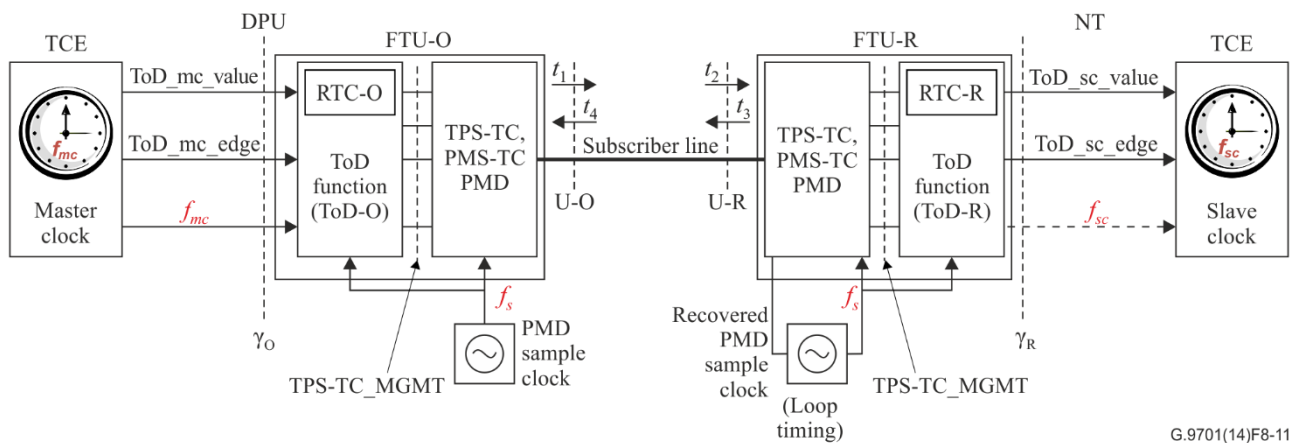 DPU
NT
TCE
FTU-O
FTU-R
TCE
ToD_mc_value
RTC-O
t1
t4
t2
t3
RTC-R
ToD_sc_value
fmc
ToD_mc_edge
TPS-TC,
PMS-TC
PMD
Subscriber line
TPS-TC,
PMS-TC
PMD
ToD_sc_edge
fsc
ToD
function
(ToD-O)
ToD
function
(ToD-R)
U-O
U-R
Master
clock
fmc
fsc
Slave
clock
fs
fs
γO
PMD
sample
clock
Recovered
PMD
sample
clock
γR
TPS-TC_MGMT
(Loop
timing)
TPS-TC_MGMT
G.9701(14)F8-11